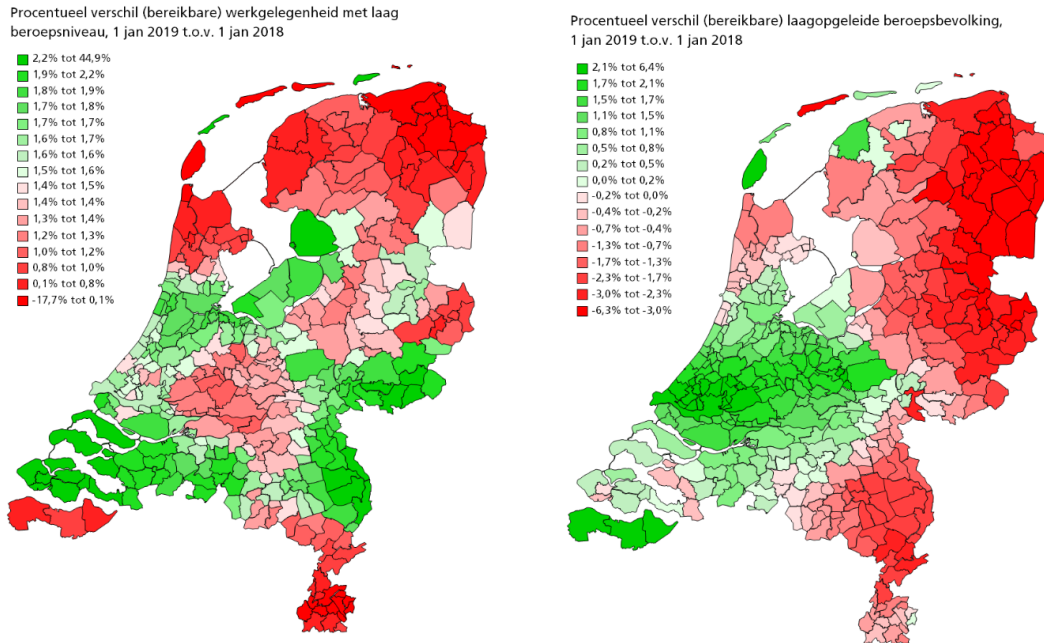 Procentueel verschil (bereikbare) werkgelegenheid met laag
beroepsniveau, 1 jan 2019 t.o.v. 1 jan 2018
2,2% tot 44,9%
1,9% tot 2,2%
1,8% tot 1,9%
1,7% tot 1,8%
1,7% tot 1,7%
1,6% tot 1,7%
1,6% tot 1,6%
1,5% tot 1,6%
1,4% tot 1,5%
1,4% tot 1,4%
1,3% tot 1,4%
1,2% tot 1,3%
1,0% tot 1,2%
0,8% tot 1,0%
0,1% tot 0,8%
-17,7% tot 0,1%
Procentueel verschil (bereikbare) laagopgeleide beroepsbevolking,
1 jan 2019 t.o.v. 1 jan 2018
2,1% tot 6,4%
1,7% tot 2,1%
1,5% tot 1,7%
1,1% tot 1,5%
0,8% tot 1,1%
0,5% tot 0,8%
0,2% tot 0,5%
0,0% tot 0,2%
-0,2% tot 0,0%
-0,4% tot -0,2%
-0,7% tot -0,4%
-1,3% tot -0,7%
-1,7% tot -1,3%
-2,3% tot -1,7%
-3,0% tot -2,3%
-6,3% tot -3,0%